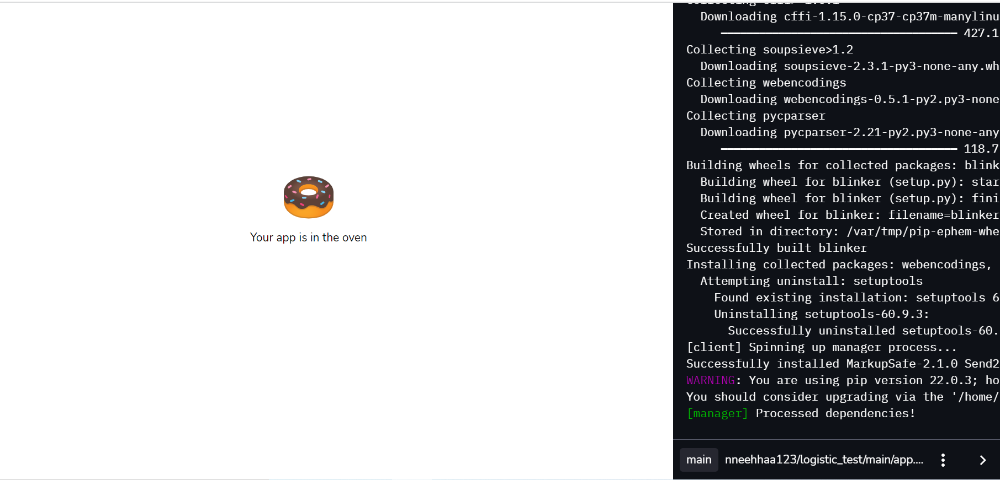 Your app is in the oven
Downloading cffi-1.15.0-cp37-cp37m-manylinu
427.1
Collecting soupsieve>1.2
Downloading soupsieve-2.3.1-py3-none-any.wh
Collecting webencodings
Downloading webencodings-0.5.1-py2.py3-none
Collecting pycparser
Downloading pycparser-2.21-py2.py3-none-any
118.7
Building wheels for collected packages: blink
Building wheel for blinker (setup.py): star
Building wheel for blinker (setup.py): fini
Created wheel for blinker: filename=blinker
Stored in directory: /var/tmp/pip-ephem-whe
Successfully built blinker
Installing collected packages: webencodings,
Attempting uninstall: setuptools
Found existing installation: setuptools 6
Uninstalling setuptools-60.9.3:
Successfully uninstalled setuptools-60.
[client] Spinning up manager process...
Successfully installed MarkupSafe-2.1.0 Send2
WARNING: You are using pip version 22.0.3; ho
You should consider upgrading via the '/home/
[manager] Processed dependencies!
main nneehhaa123/logistic_test/main/app....